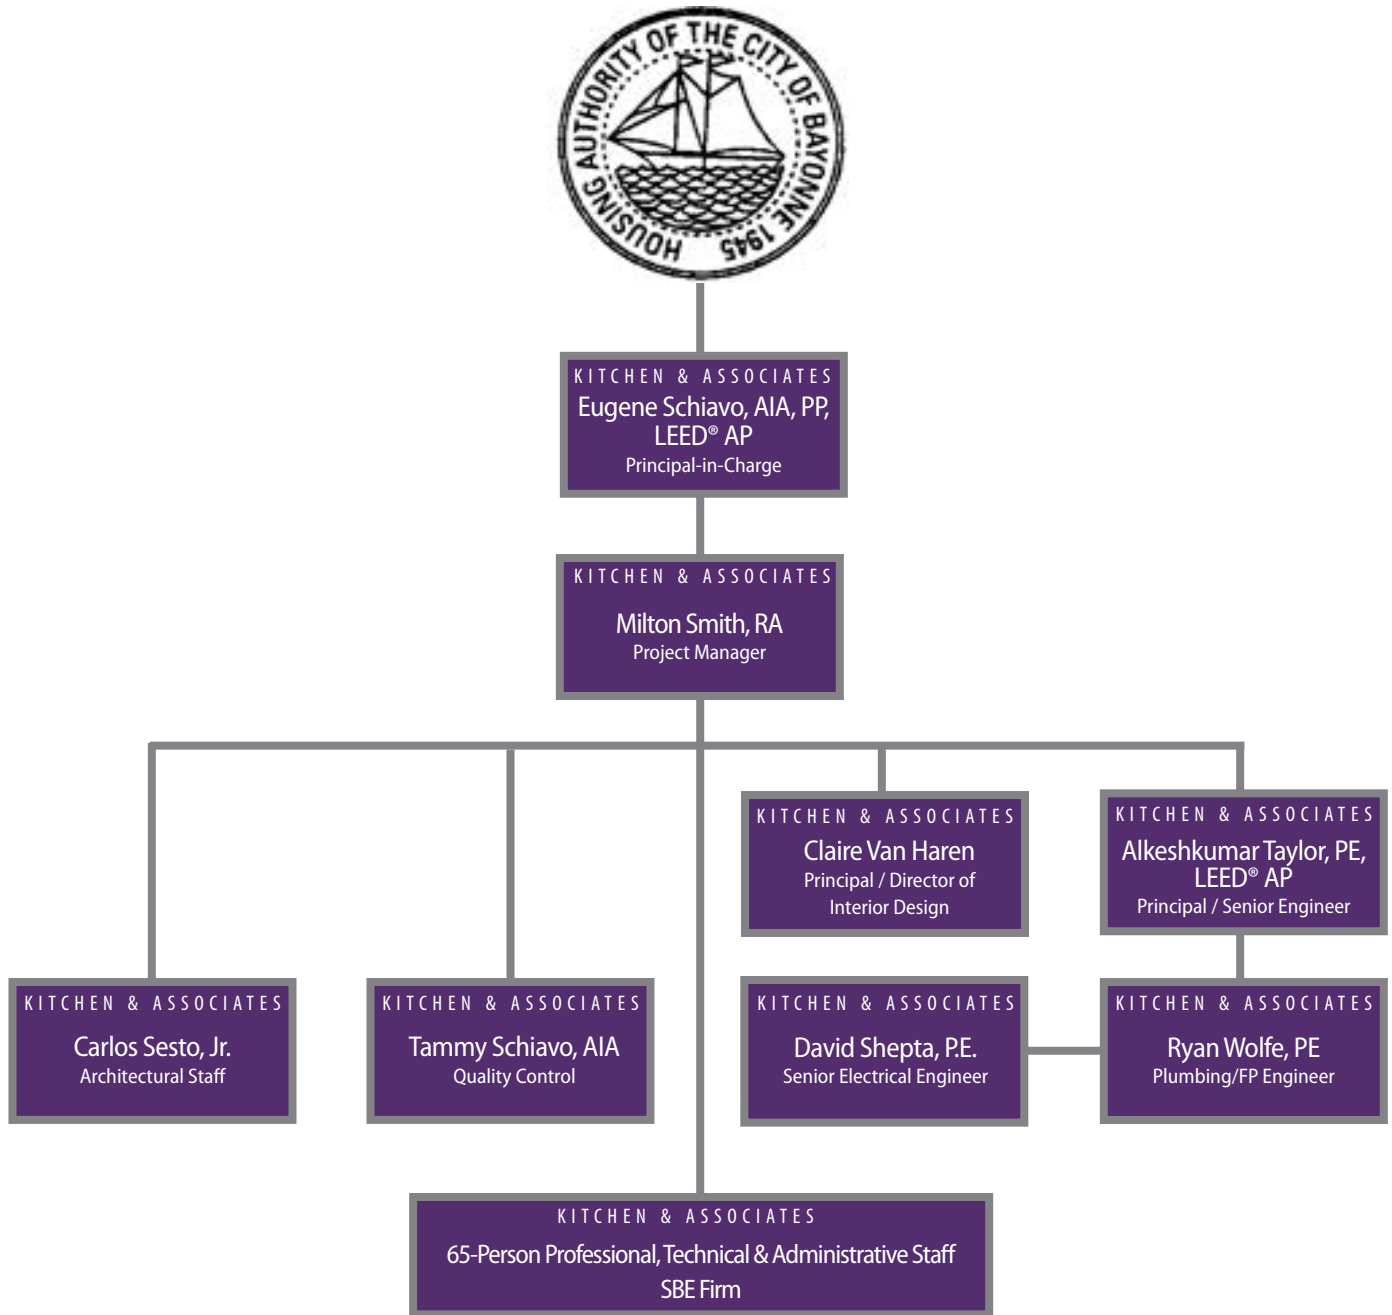 HOUSING AUTHORITY OF THE CITY OF BAYONNE 1945
KITCHEN & ASSOCIATES
Eugene Schiavo, AIA, PP,
LEED® AP
Principal-in-Charge
KITCHEN & ASSOCIATES
Milton Smith, RA
Project Manager
KITCHEN & ASSOCIATES
Claire Van Haren
Principal / Director of
Interior Design
KITCHEN & ASSOCIATES
Alkeshkumar Taylor, PE,
LEED® AP
Principal / Senior Engineer
KITCHEN & ASSOCIATES
Carlos Sesto, Jr.
Architectural Staff
KITCHEN & ASSOCIATES
Tammy Schiavo, AIA
Quality Control
KITCHEN & ASSOCIATES
David Shepta, P.E.
Senior Electrical Engineer
KITCHEN & ASSOCIATES
Ryan Wolfe, PE
Plumbing/FP Engineer
KITCHEN & ASSOCIATES
65-Person Professional, Technical & Administrative Staff
SBE Firm